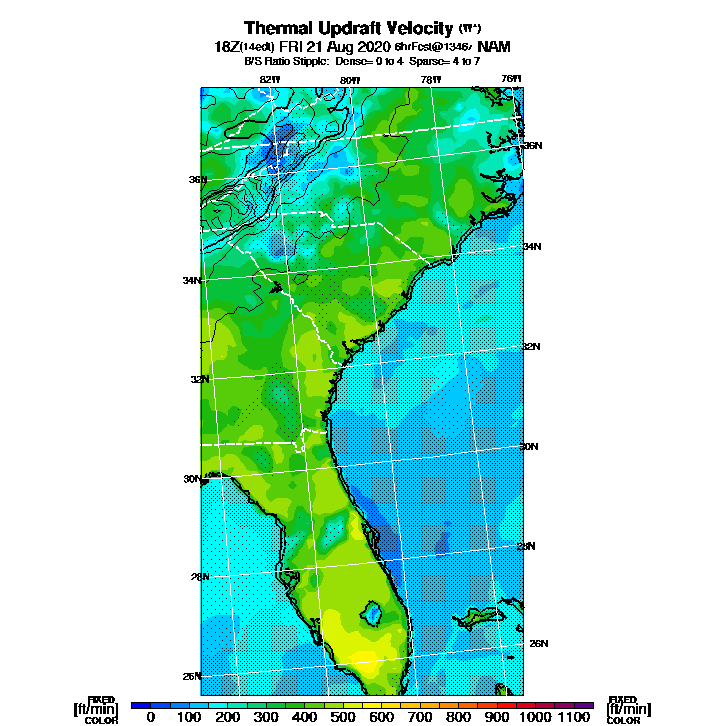 Thermal Updraft Velocity (W*)
18Z(14edt) FRI 21 Aug 2020 6hrFcst@1346z NAM
B/S Ratio Stipple: Dense= 0 to 4 Sparse= 4 to 7
82W 80W 78W 76W
36N
36N
34N
34N
32N
32N
30N
30N
28N
28N
26N
26N
FIXED FIXED
[ft/min] [ft/min]
COLOR 0 100 200 300 400 500 600 700 800 900 1000 1100 COLOR